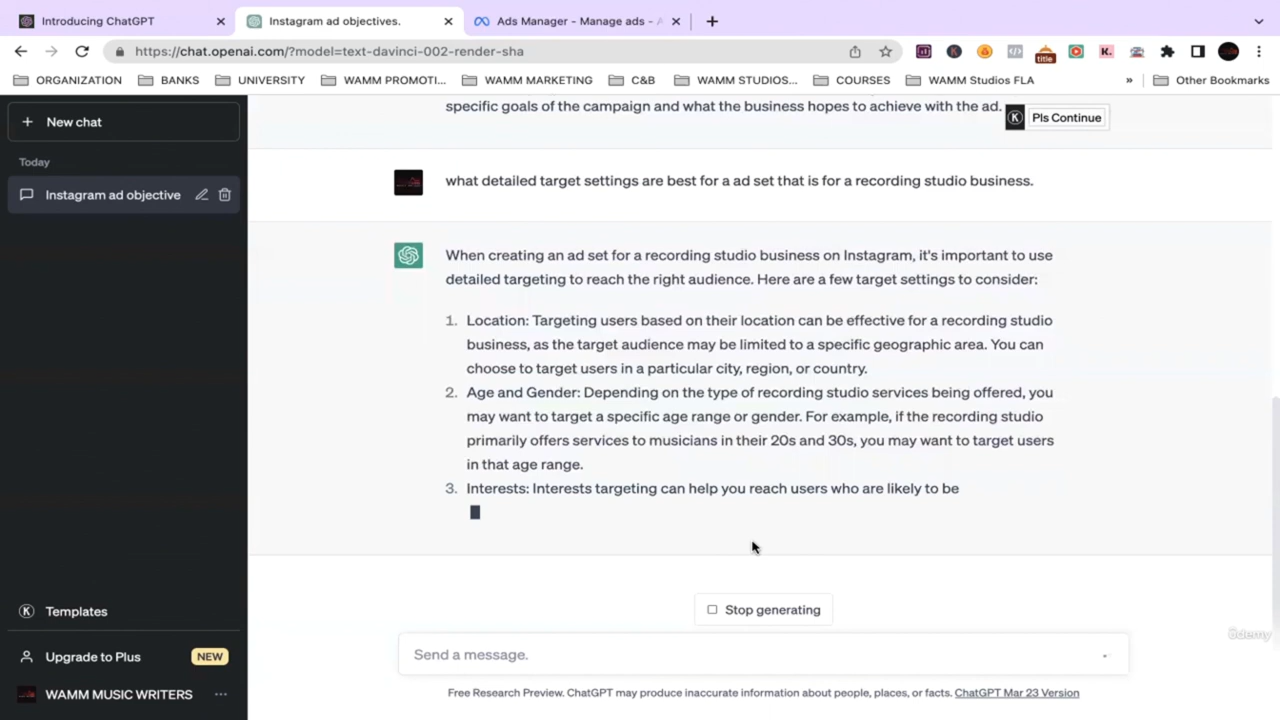 Introducing ChatGPT
Instagram ad objectives.
Ads Manager - Manage ads - A
https://chat.openai.com/?model=text-davinci-002-render-sha
title
K.
ORGANIZATION
BANKS
UNIVERSITY
WAMM PROMOTI...
WAMM MARKETING
C&B
WAMM STUDIOS...
COURSES
WAMM Studios FLA
»
Other Bookmarks
+ New chat
Today
Instagram ad objective
specific goals of the campaign and what the business hopes to achieve with the ad.
K Pls Continue
what detailed target settings are best for a ad set that is for a recording studio business.
When creating an ad set for a recording studio business on Instagram, it's important to use
detailed targeting to reach the right audience. Here are a few target settings to consider:
1. Location: Targeting users based on their location can be effective for a recording studio
business, as the target audience may be limited to a specific geographic area. You can
choose to target users in a particular city, region, or country.
2. Age and Gender: Depending on the type of recording studio services being offered, you
may want to target a specific age range or gender. For example, if the recording studio
primarily offers services to musicians in their 20s and 30s, you may want to target users
in that age range.
3. Interests: Interests targeting can help you reach users who are likely to be
Stop generating
Send a message.
Free Research Preview. ChatGPT may produce inaccurate information about people, places, or facts. ChatGPT Mar 23 Version
K Templates
Upgrade to Plus NEW
WAMM MUSIC WRITERS ...
ûdemy